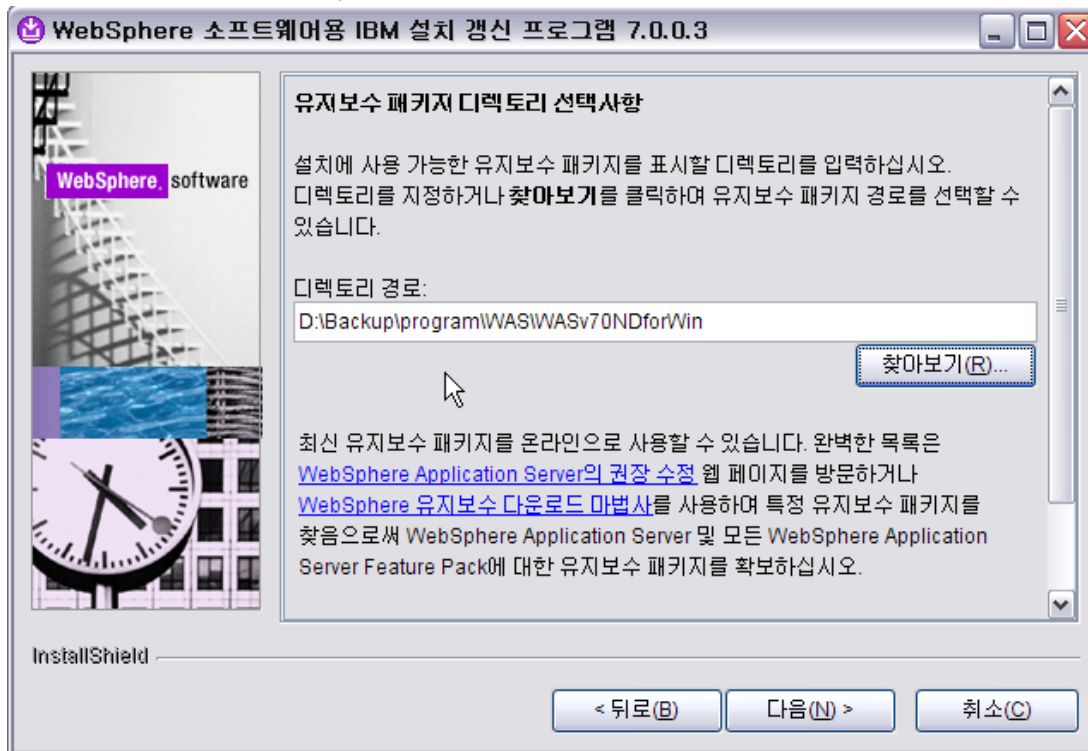 WebSphere 소프트웨어용 IBM 설치 갱신 프로그램 7.0.0.3
WebSphere. software
유지보수 패키지 디렉토리 선택사항
설치에 사용 가능한 유지보수 패키지를 표시할 디렉토리를 입력하십시오.
디렉토리를 지정하거나 찾아보기를 클릭하여 유지보수 패키지 경로를 선택할 수
있습니다.
디렉토리 경로:
D:\Backup\program\WAS\WASv70NDforWin
찾아보기(R)...
최신 유지보수 패키지를 온라인으로 사용할 수 있습니다. 완벽한 목록은
WebSphere Application Server의 권장 수정 웹 페이지를 방문하거나
WebSphere 유지보수 다운로드 마법사를 사용하여 특정 유지보수 패키지를
찾음으로써 WebSphere Application Server 및 모든 WebSphere Application
Server Feature Pack에 대한 유지보수 패키지를 확보하십시오.
InstallShield
< 뒤로(B) 다음(N) > 취소(C)